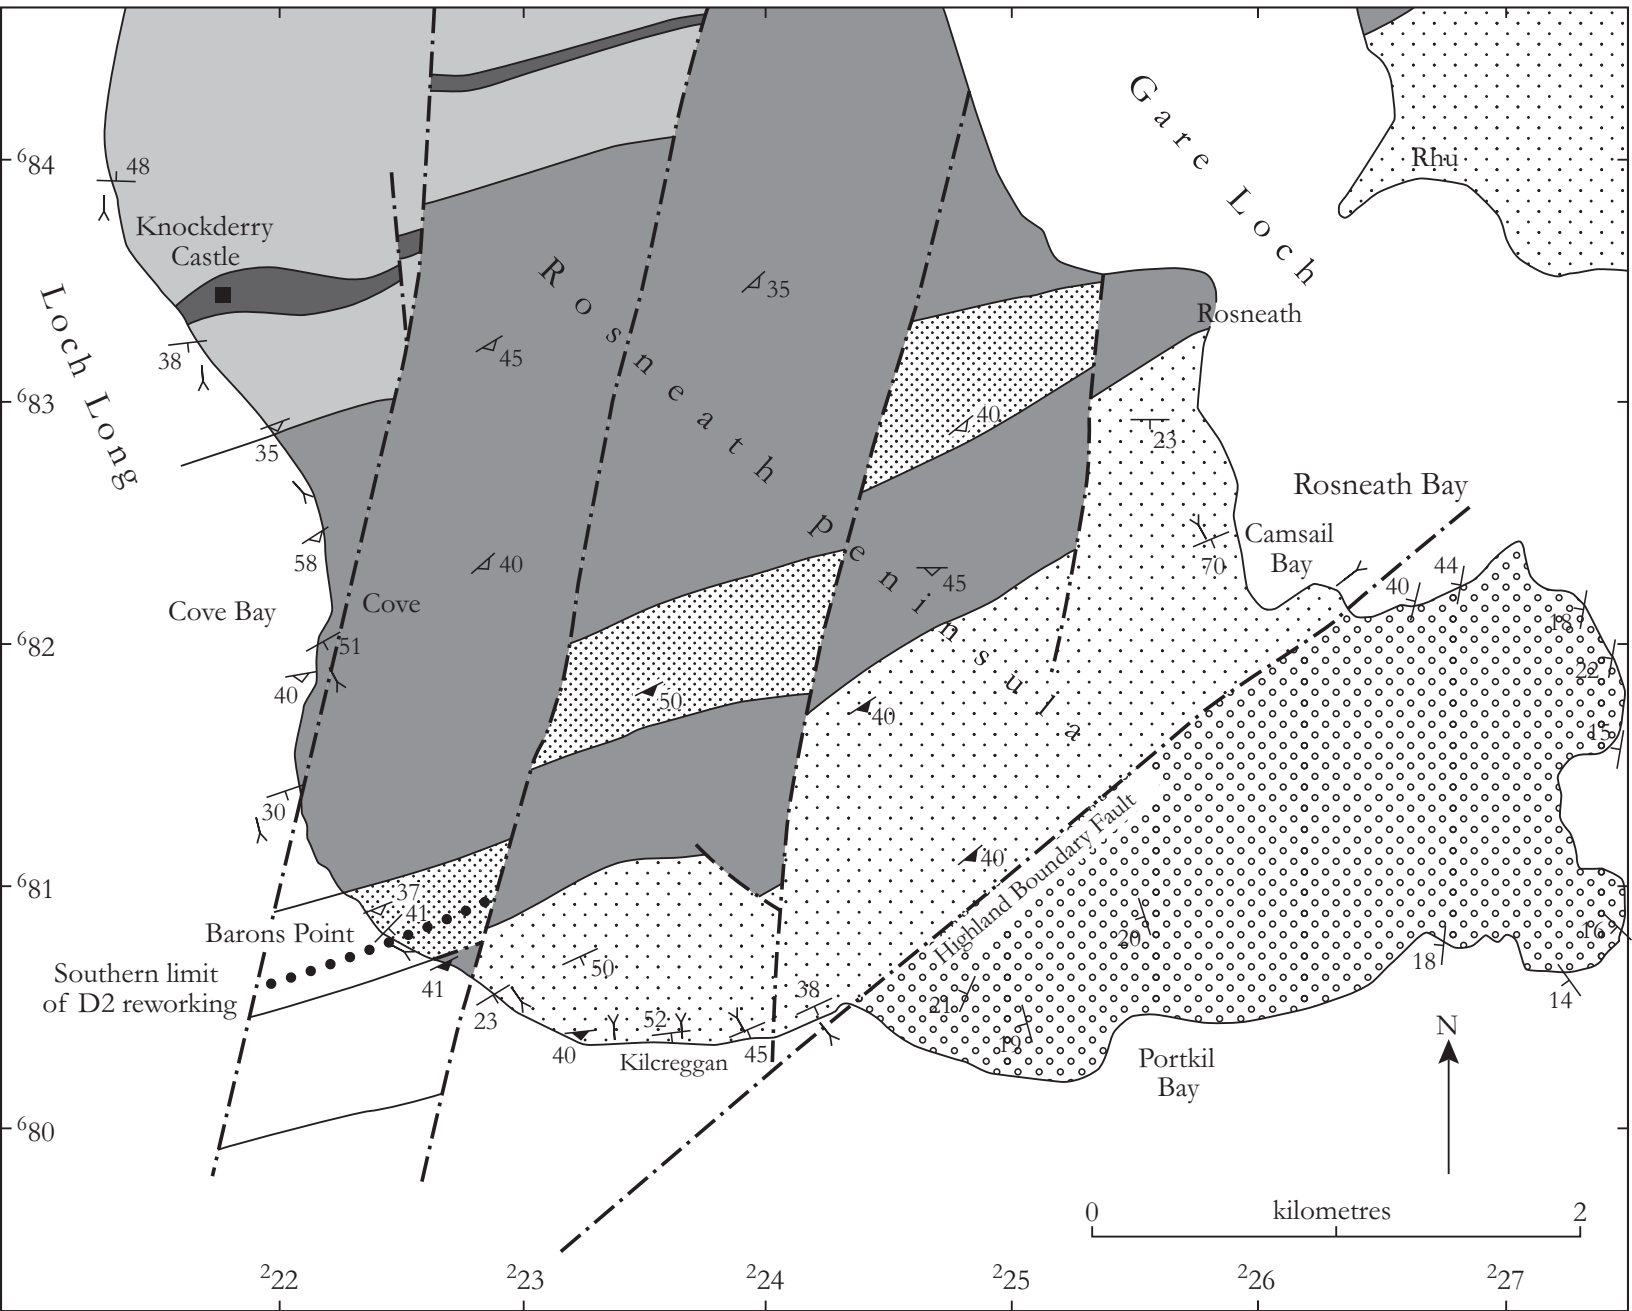 Gare Loch
⁶84
48
Rhu
Knockderry
Castle
Rosneath Peninsula
35
Loch Long
45
Rosneath
38
⁶83
40
23
35
Rosneath Bay
Camsail
Bay
58
40
70
45
44
40
Cove Bay
Cove
18
⁶82
51
22
40
50
40
15
30
Highland Boundary Fault
40
⁶81
37
41
20
16
Barons Point
50
18
Southern limit
of D2 reworking
41
38
21
14
23
52
19
N
40
45
Kilcreggan
Portkil
Bay
⁶80
0 kilometres 2
²22 ²23 ²24 ²25 ²26 ²27